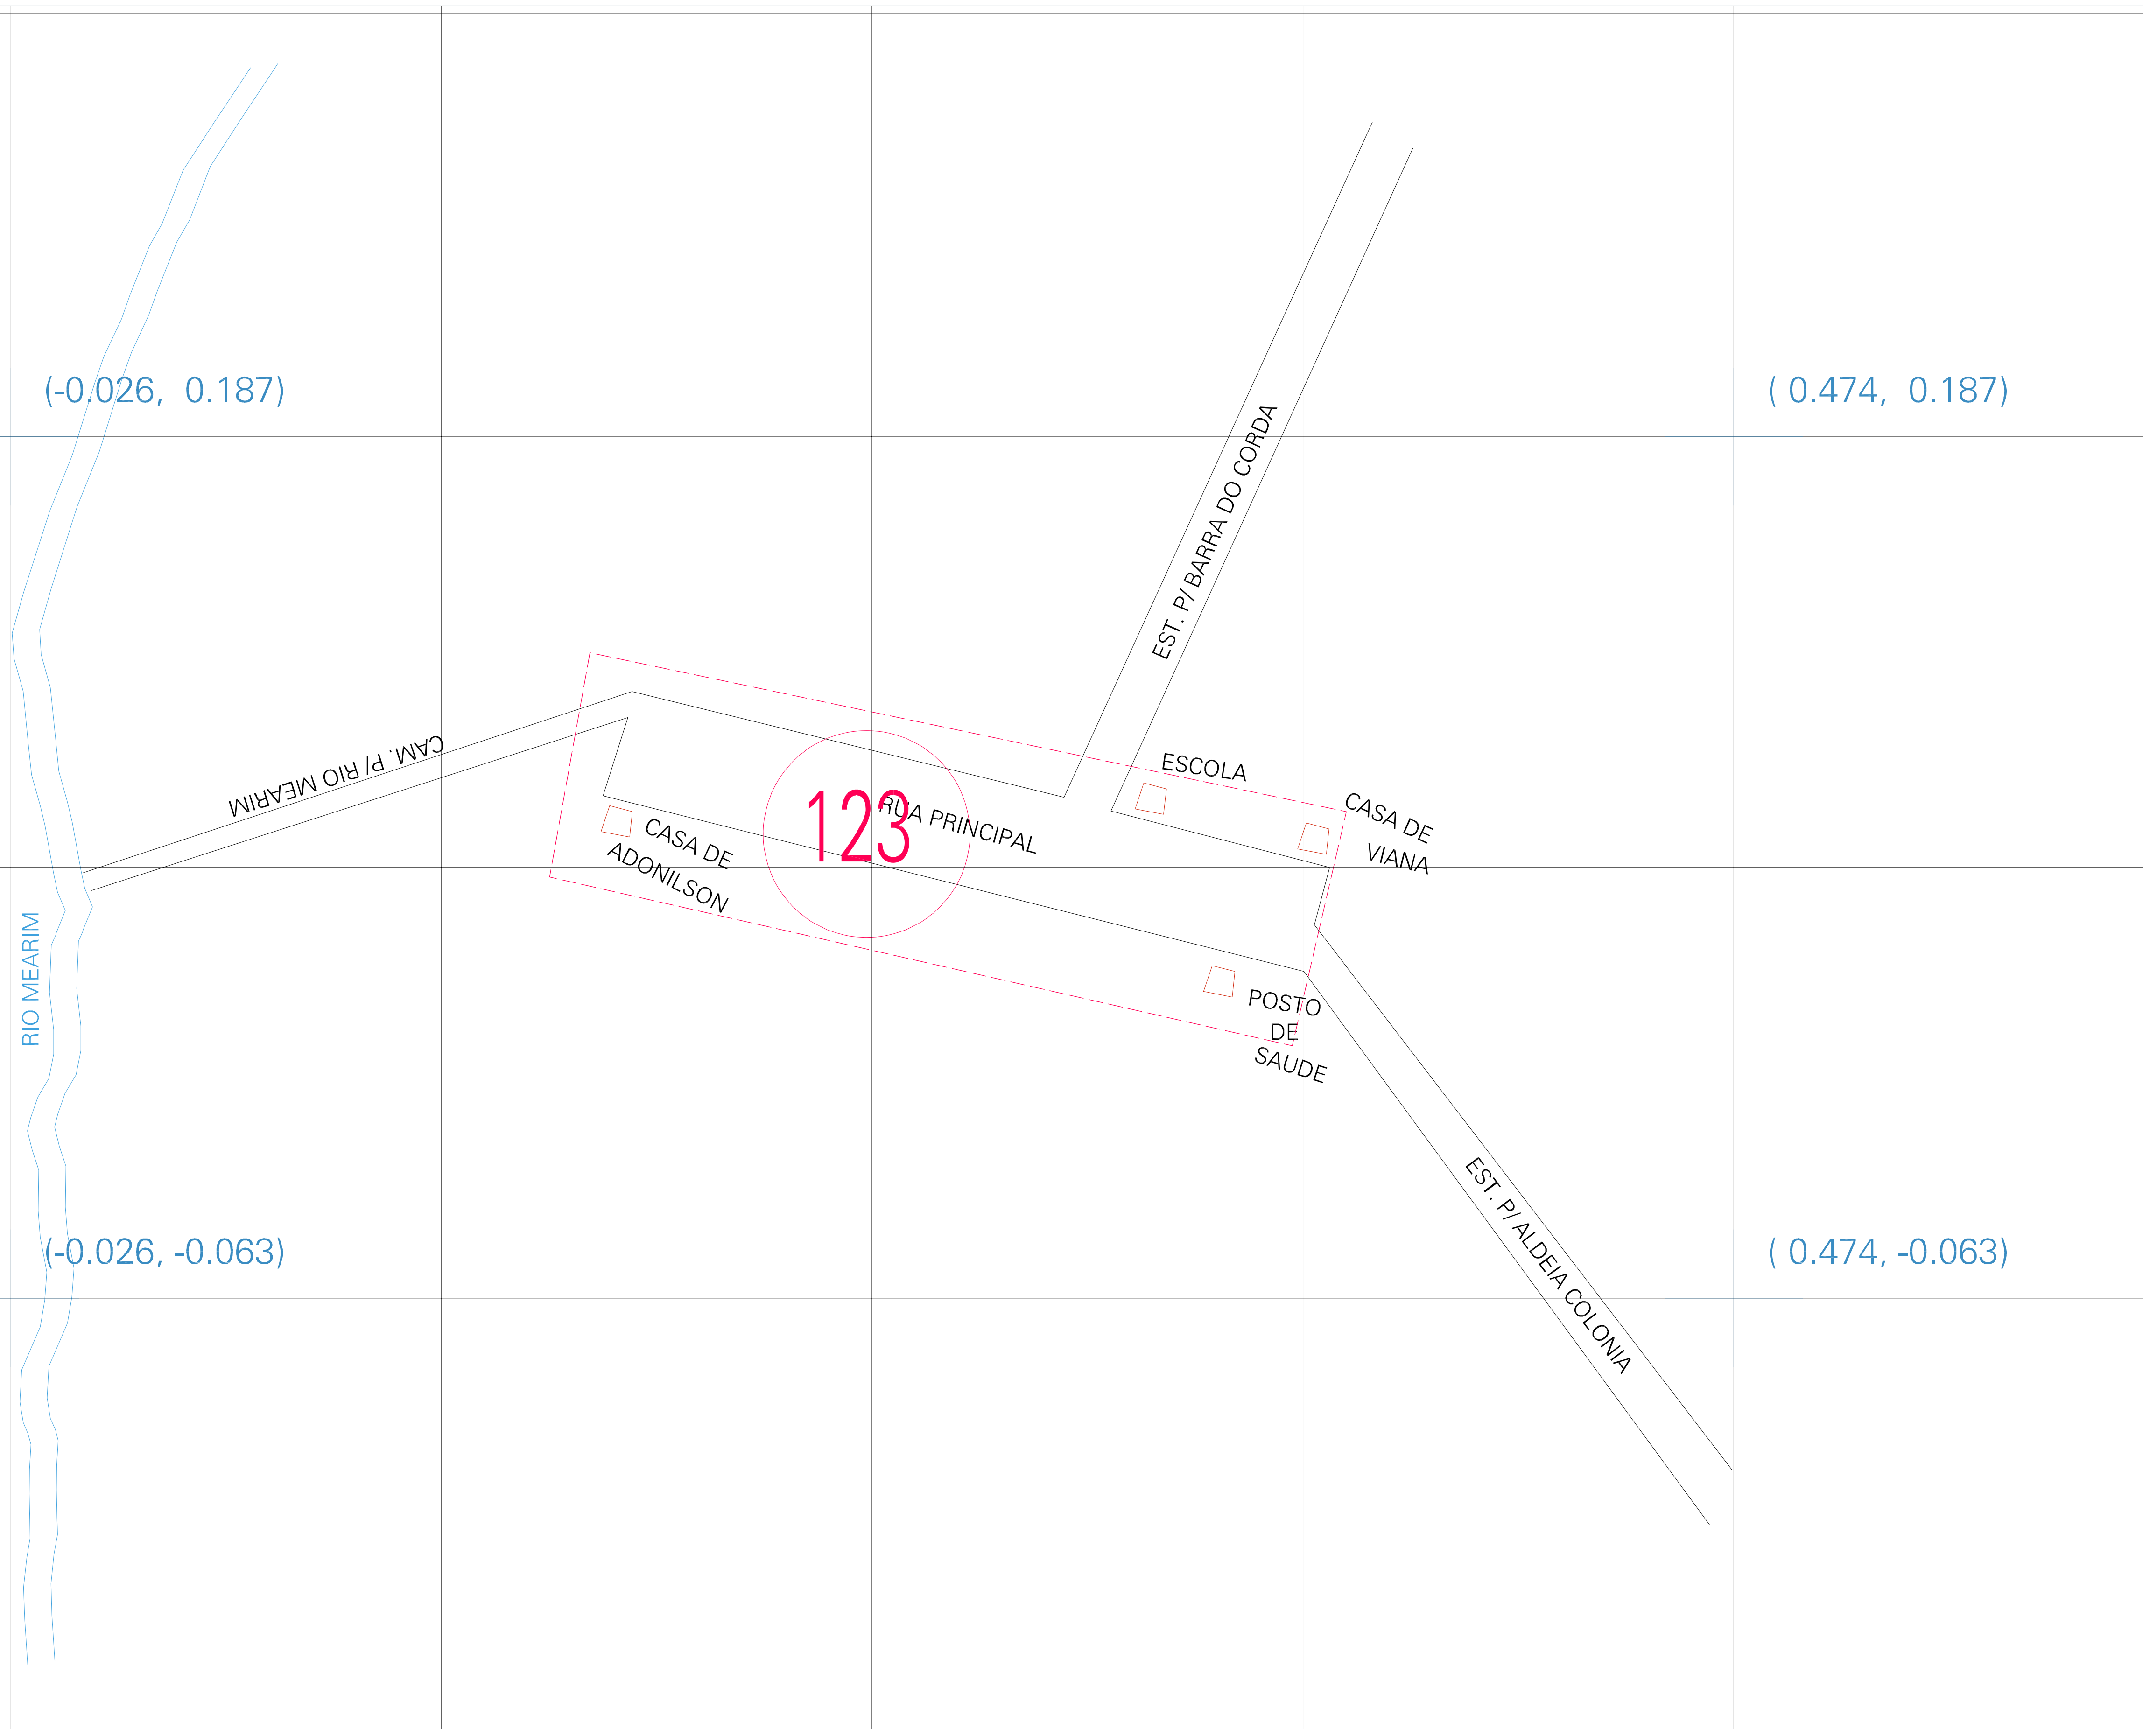 (-0.026, 0.187)
( 0.474, 0.187)
EST. P/ BARRA DO CORDA
CAM. P/ RIO MEARIM
ESCOLA
CASA DE
VIANA
123
RUA PRINCIPAL
CASA DE
ADONILSON
RIO MEARIM
POSTO
DE
SAUDE
EST. P/ ALDEIA COLONIA
(-0.026, -0.063)
( 0.474, -0.063)